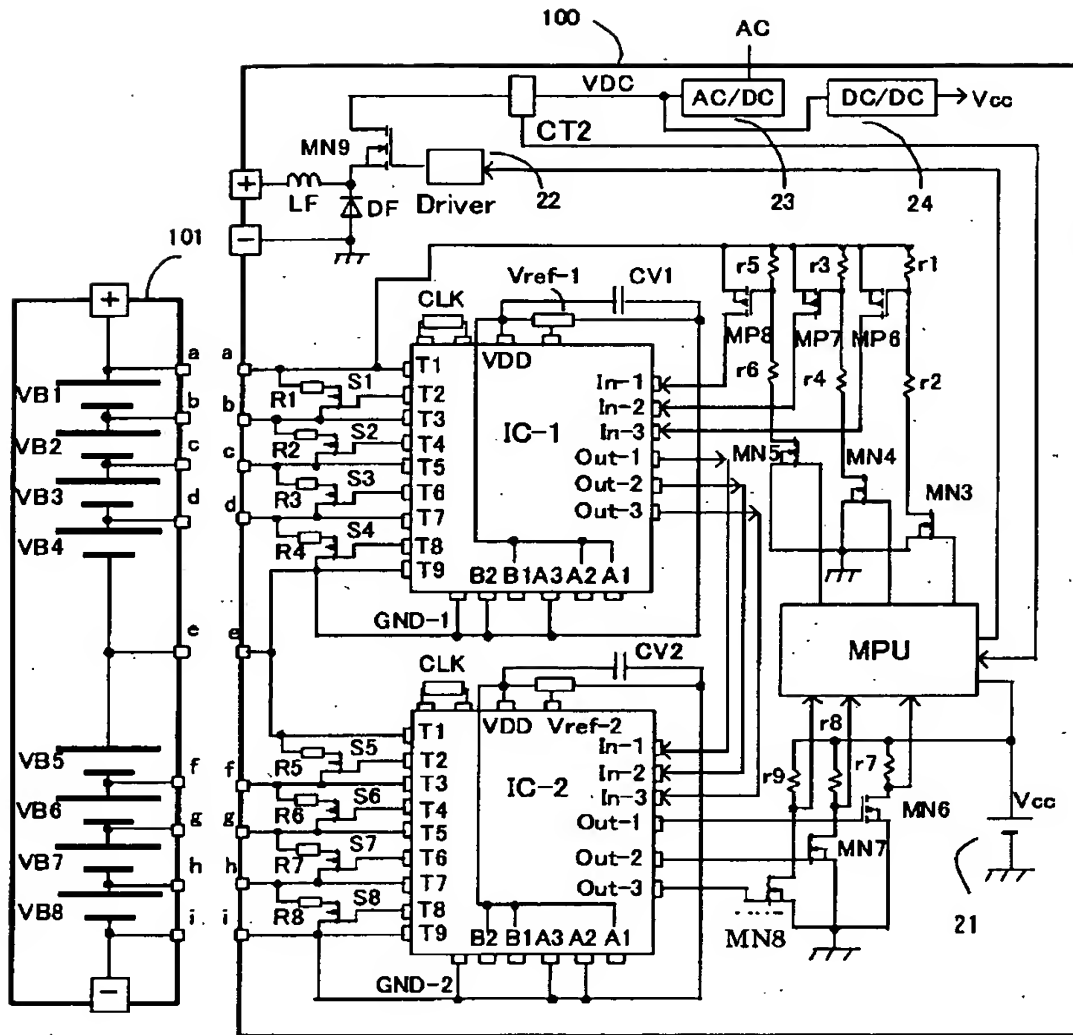 100
AC
VDC
AC/DC
DC/DC
Vcc
CT2
MN9
LF
DF
Driver
22
23
24
+
−
101
+
a
VB1
b
VB2
c
VB3
d
VB4
e
VB5
f
VB6
g
VB7
h
VB8
i
−
a
b
c
d
e
f
g
h
i
R1
S1
R2
S2
R3
S3
R4
S4
CLK
Vref-1
CV1
VDD
T1
T2
T3
T4
T5
T6
T7
T8
T9
IC-1
In-1
In-2
In-3
Out-1
Out-2
Out-3
B2 B1 A3 A2 A1
GND-1
r5
r3
r1
MP8
MP7
MP6
r6
r4
r2
MN5
MN4
MN3
MPU
CLK
CV2
VDD
Vref-2
R5
S5
R6
S6
R7
S7
R8
S8
T1
T2
T3
T4
T5
T6
T7
T8
T9
IC-2
In-1
In-2
In-3
Out-1
Out-2
Out-3
B2 B1 A3 A2 A1
GND-2
r9
r8
r7
MN6
MN7
MN8
Vcc
21